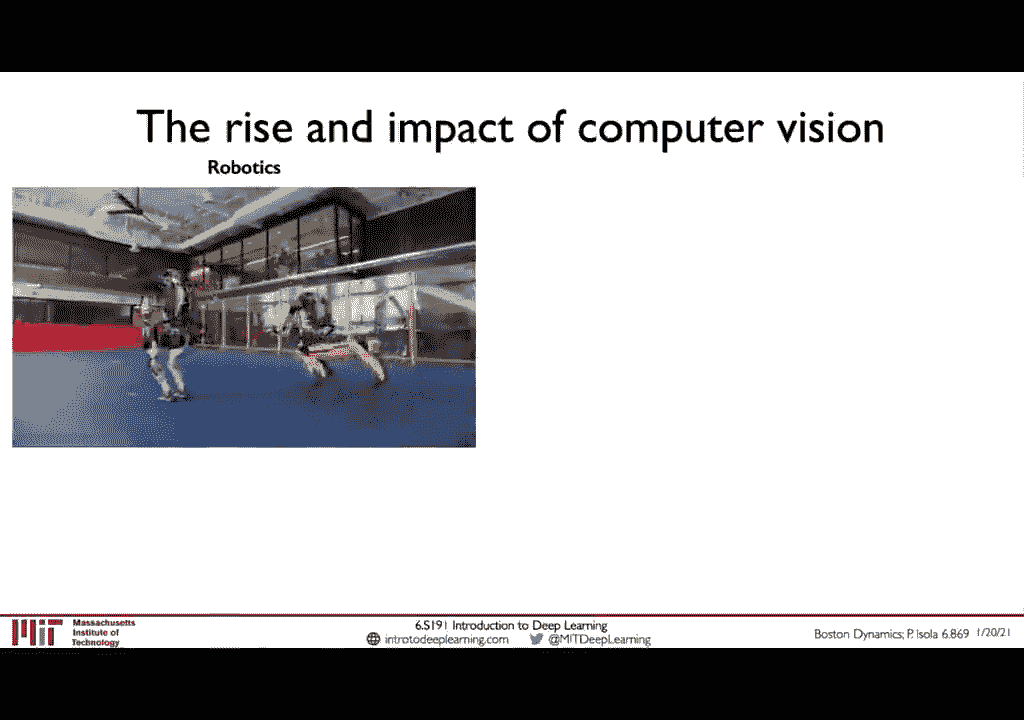 The rise and impact of computer vision
Robotics
Massachusetts
Institute of
Technology
6.S191 Introduction to Deep Learning
introtodeeplearning.com @MITDeepLearning
Boston Dynamics; P. Isola 6.869 1/20/21